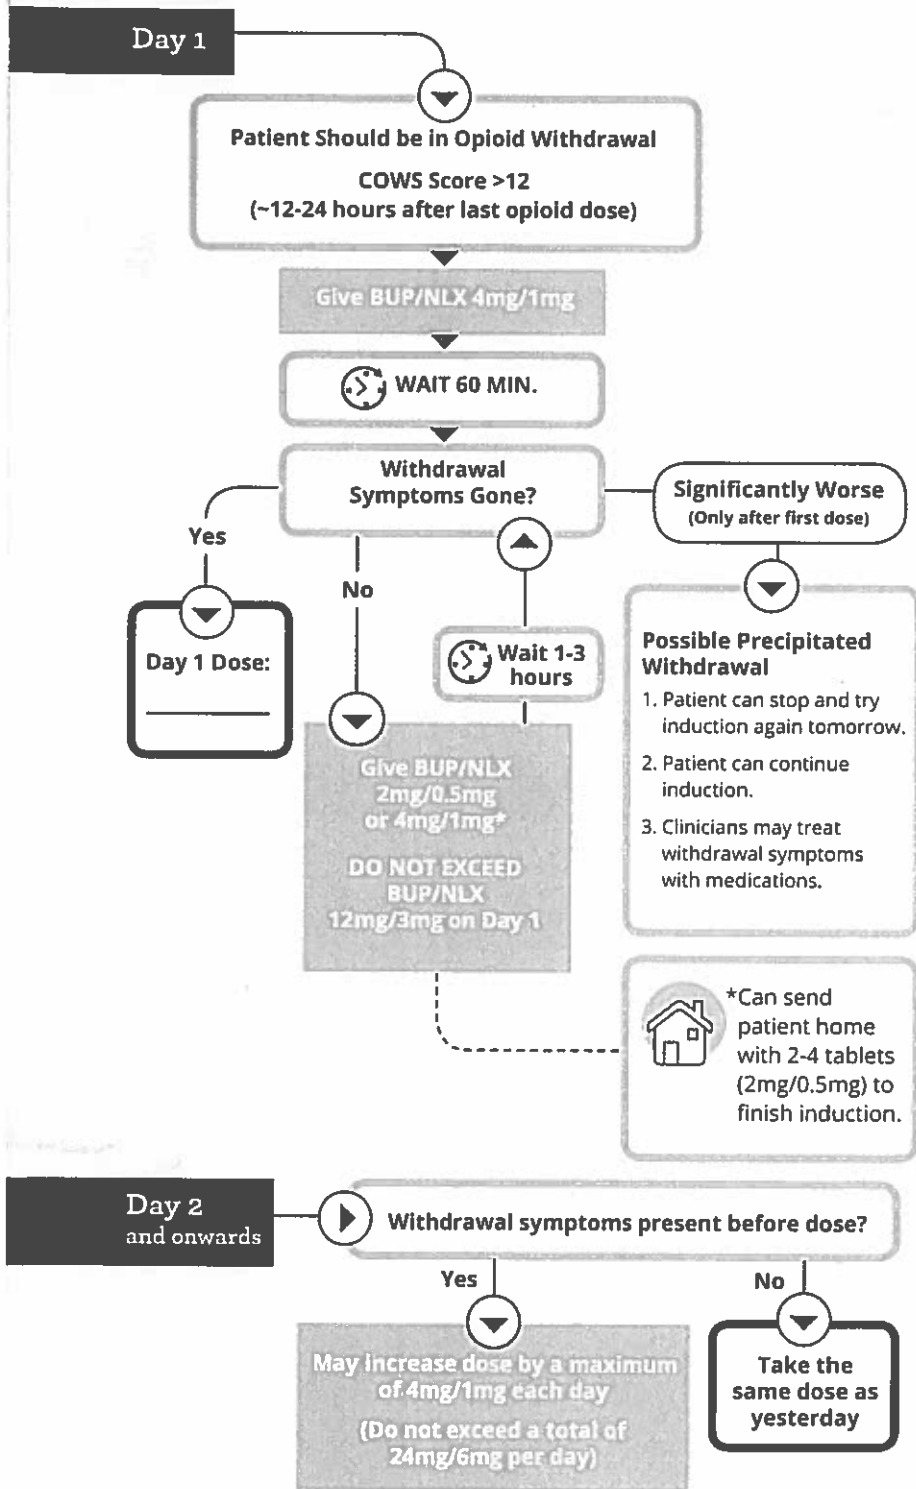 Day 1
Patient Should be in Opioid Withdrawal
COWS Score >12
(~12-24 hours after last opioid dose)
Give BUP/NLX 4mg/1mg
WAIT 60 MIN.
Withdrawal
Symptoms Gone?
Significantly Worse
(Only after first dose)
Yes
No
Day 1 Dose:
Wait 1-3
hours
Give BUP/NLX
2mg/0.5mg
or 4mg/1mg*
DO NOT EXCEED
BUP/NLX
12mg/3mg on Day 1
Possible Precipitated
Withdrawal
1. Patient can stop and try
induction again tomorrow.
2. Patient can continue
induction.
3. Clinicians may treat
withdrawal symptoms
with medications.
*Can send
patient home
with 2-4 tablets
(2mg/0.5mg) to
finish induction.
Day 2
and onwards
Withdrawal symptoms present before dose?
Yes
No
May increase dose by a maximum
of 4mg/1mg each day
(Do not exceed a total of
24mg/6mg per day)
Take the
same dose as
yesterday